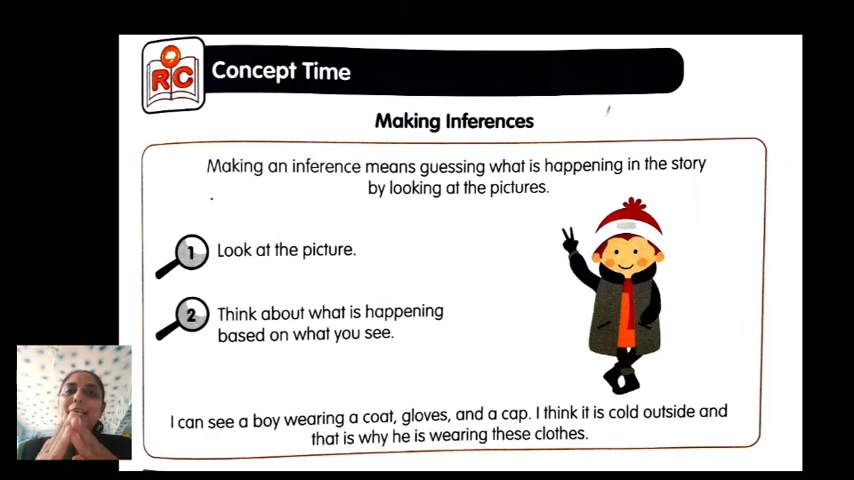 RC
Concept Time
Making Inferences
Making an inference means guessing what is happening in the story
by looking at the pictures.
1 Look at the picture.
2 Think about what is happening
based on what you see.
I can see a boy wearing a coat, gloves, and a cap. I think it is cold outside and
that is why he is wearing these clothes.